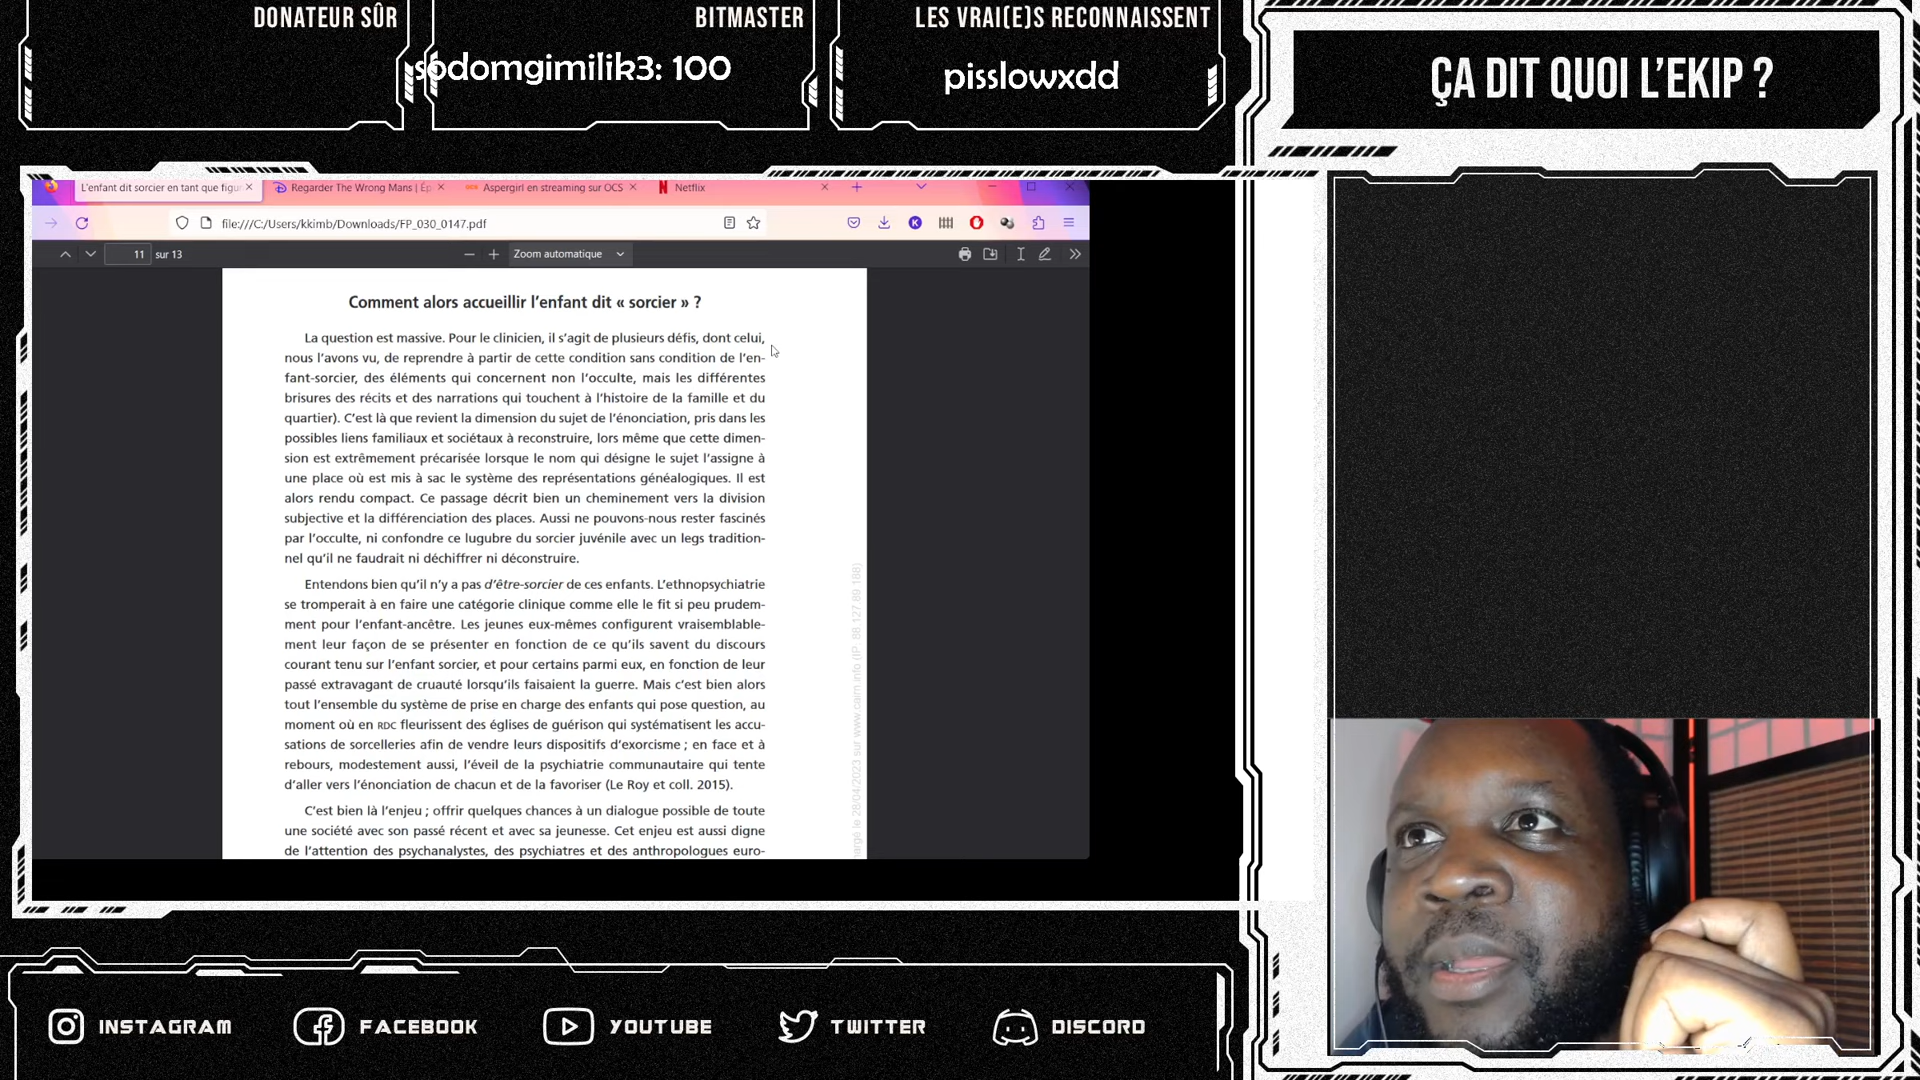 DONATEUR SÛR
BITMASTER
LES VRAI(E)S RECONNAISSENT
sodomgimilik3: 100
pisslowxdd
ÇA DIT QUOI L'EKIP ?
L'enfant dit sorcier en tant que figu
Regarder The Wrong Mans | Ép
Aspergirl en streaming sur OCS
Netflix
file:///C:/Users/kkimb/Downloads/FP_030_0147.pdf
11 sur 13
Zoom automatique
Comment alors accueillir l'enfant dit « sorcier » ?
La question est massive. Pour le clinicien, il s'agit de plusieurs défis, dont celui,
nous l'avons vu, de reprendre à partir de cette condition sans condition de l'en-
fant-sorcier, des éléments qui concernent non l'occulte, mais les différentes
brisures des récits et des narrations qui touchent à l'histoire de la famille et du
quartier). C'est là que revient la dimension du sujet de l'énonciation, pris dans les
possibles liens familiaux et sociétaux à reconstruire, lors même que cette dimen-
sion est extrêmement précarisée lorsque le nom qui désigne le sujet l'assigne à
une place où est mis à sac le système des représentations généalogiques. Il est
alors rendu compact. Ce passage décrit bien un cheminement vers la division
subjective et la différenciation des places. Aussi ne pouvons-nous rester fascinés
par l'occulte, ni confondre ce lugubre du sorcier juvénile avec un legs tradition-
nel qu'il ne faudrait ni déchiffrer ni déconstruire.
Entendons bien qu'il n'y a pas d'être-sorcier de ces enfants. L'ethnopsychiatrie
se tromperait à en faire une catégorie clinique comme elle le fit si peu prudem-
ment pour l'enfant-ancêtre. Les jeunes eux-mêmes configurent vraisemblable-
ment leur façon de se présenter en fonction de ce qu'ils savent du discours
courant tenu sur l'enfant sorcier, et pour certains parmi eux, en fonction de leur
passé extravagant de cruauté lorsqu'ils faisaient la guerre. Mais c'est bien alors
tout l'ensemble du système de prise en charge des enfants qui pose question, au
moment où en RDC fleurissent des églises de guérison qui systématisent les accu-
sations de sorcelleries afin de vendre leurs dispositifs d'exorcisme ; en face et à
rebours, modestement aussi, l'éveil de la psychiatrie communautaire qui tente
d'aller vers l'énonciation de chacun et de la favoriser (Le Roy et coll. 2015).
C'est bien là l'enjeu ; offrir quelques chances à un dialogue possible de toute
une société avec son passé récent et avec sa jeunesse. Cet enjeu est aussi digne
de l'attention des psychanalystes, des psychiatres et des anthropologues euro-
argé le 28/04/2023 sur www.cairn.info (IP: 88.127.89.188)
INSTAGRAM
FACEBOOK
YOUTUBE
TWITTER
DISCORD